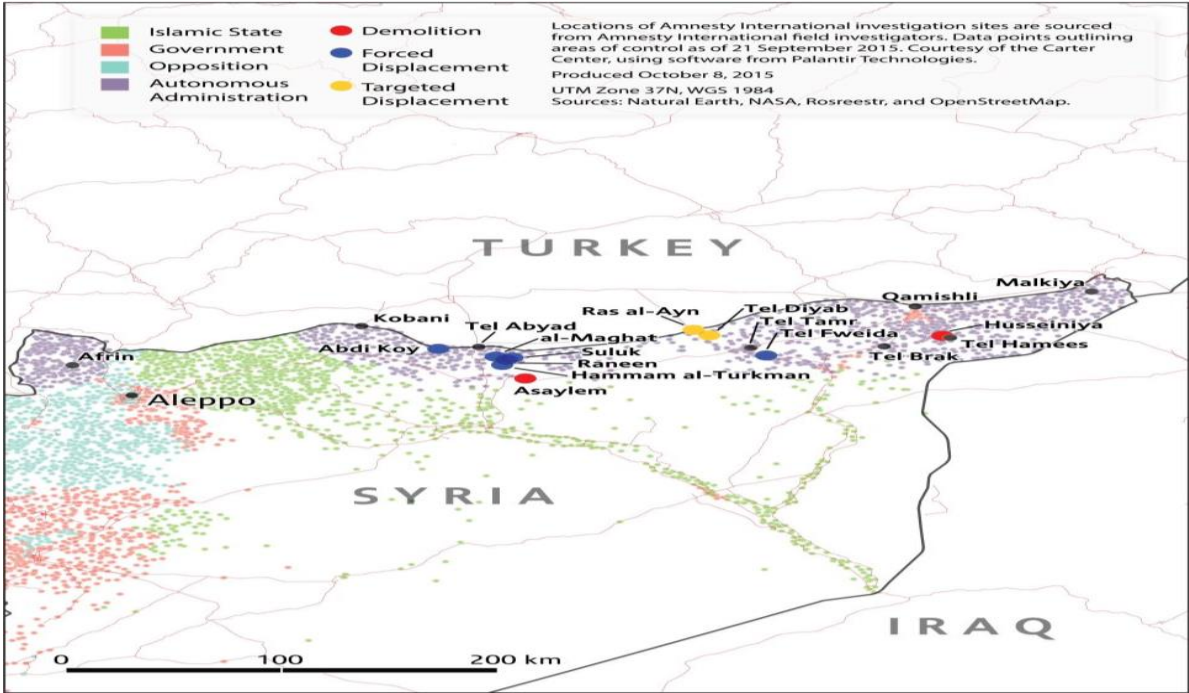 Islamic State
Government
Opposition
Autonomous
Administration
Demolition
Forced
Displacement
Targeted
Displacement
Locations of Amnesty International investigation sites are sourced
from Amnesty International field investigators. Data points outlining
areas of control as of 21 September 2015. Courtesy of the Carter
Center, using software from Palantir Technologies.
Produced October 8, 2015
UTM Zone 37N, WGS 1984
Sources: Natural Earth, NASA, Rosreestr, and OpenStreetMap.
TURKEY
Malkiya
Qamishli
Ras al-Ayn
Tel Diyab
Kobani
Tel Abyad
Tel Tamr
Husseiniya
al-Maghat
Tel Fweida
Tel Hamees
Abdi Koy
Suluk
Afrin
Raneen
Tel Brak
Hammam al-Turkman
Asaylem
Aleppo
SYRIA
IRAQ
0 100 200 km